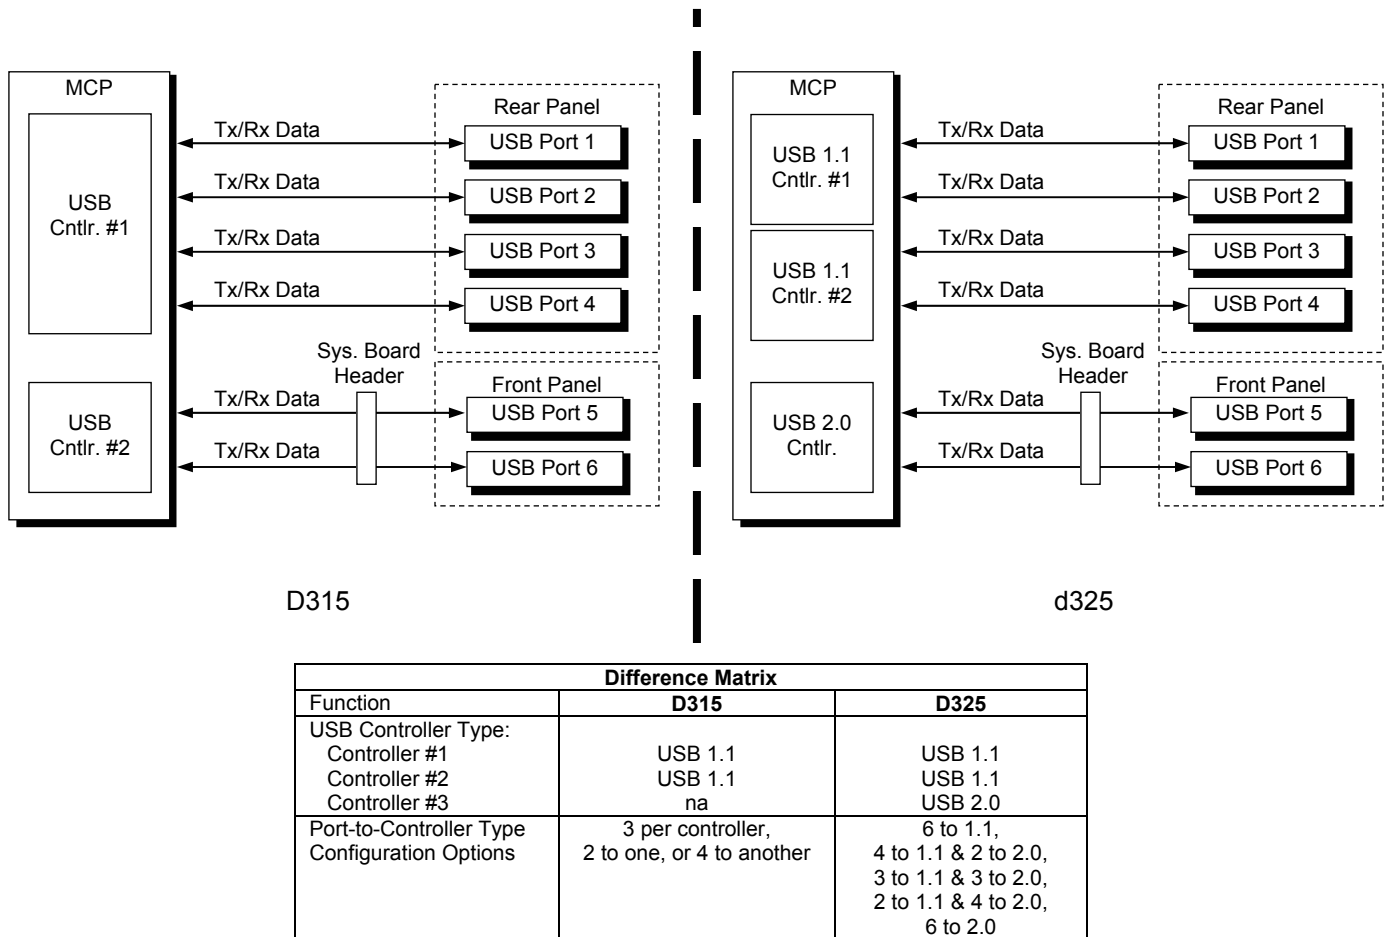 MCP
USB
Cntlr. #1
USB
Cntlr. #2
Tx/Rx Data
Tx/Rx Data
Tx/Rx Data
Tx/Rx Data
Sys. Board
Header
Tx/Rx Data
Tx/Rx Data
Rear Panel
USB Port 1
USB Port 2
USB Port 3
USB Port 4
Front Panel
USB Port 5
USB Port 6
D315
MCP
USB 1.1
Cntlr. #1
USB 1.1
Cntlr. #2
USB 2.0
Cntlr.
Tx/Rx Data
Tx/Rx Data
Tx/Rx Data
Tx/Rx Data
Sys. Board
Header
Tx/Rx Data
Tx/Rx Data
Rear Panel
USB Port 1
USB Port 2
USB Port 3
USB Port 4
Front Panel
USB Port 5
USB Port 6
d325
Difference Matrix
Function D315 D325
USB Controller Type:
Controller #1 USB 1.1 USB 1.1
Controller #2 USB 1.1 USB 1.1
Controller #3 na USB 2.0
Port-to-Controller Type 3 per controller, 6 to 1.1,
Configuration Options 2 to one, or 4 to another 4 to 1.1 & 2 to 2.0,
3 to 1.1 & 3 to 2.0,
2 to 1.1 & 4 to 2.0,
6 to 2.0